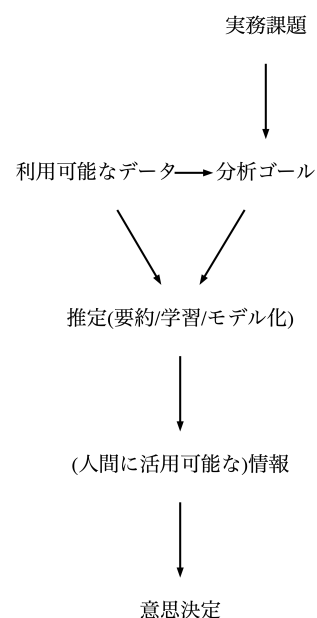 実務課題
利用可能なデータ
分析ゴール
推定(要約/学習/モデル化)
(人間に活用可能な)情報
意思決定